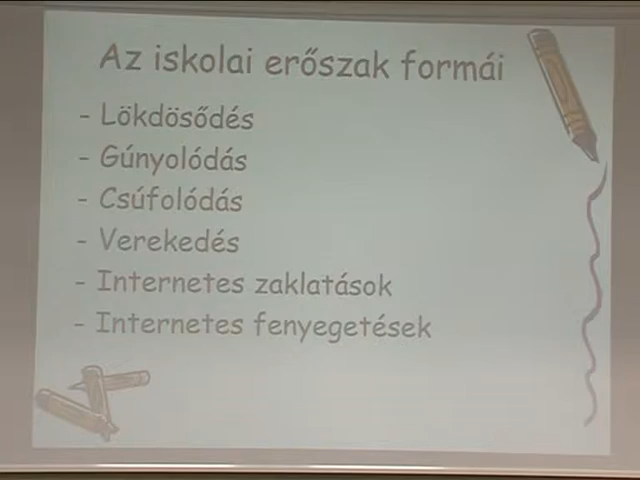 Az iskolai erőszak formái
- Lökdösődés
- Gúnyolódás
- Csúfolódás
- Verekedés
- Internetes zaklatások
- Internetes fenyegetések